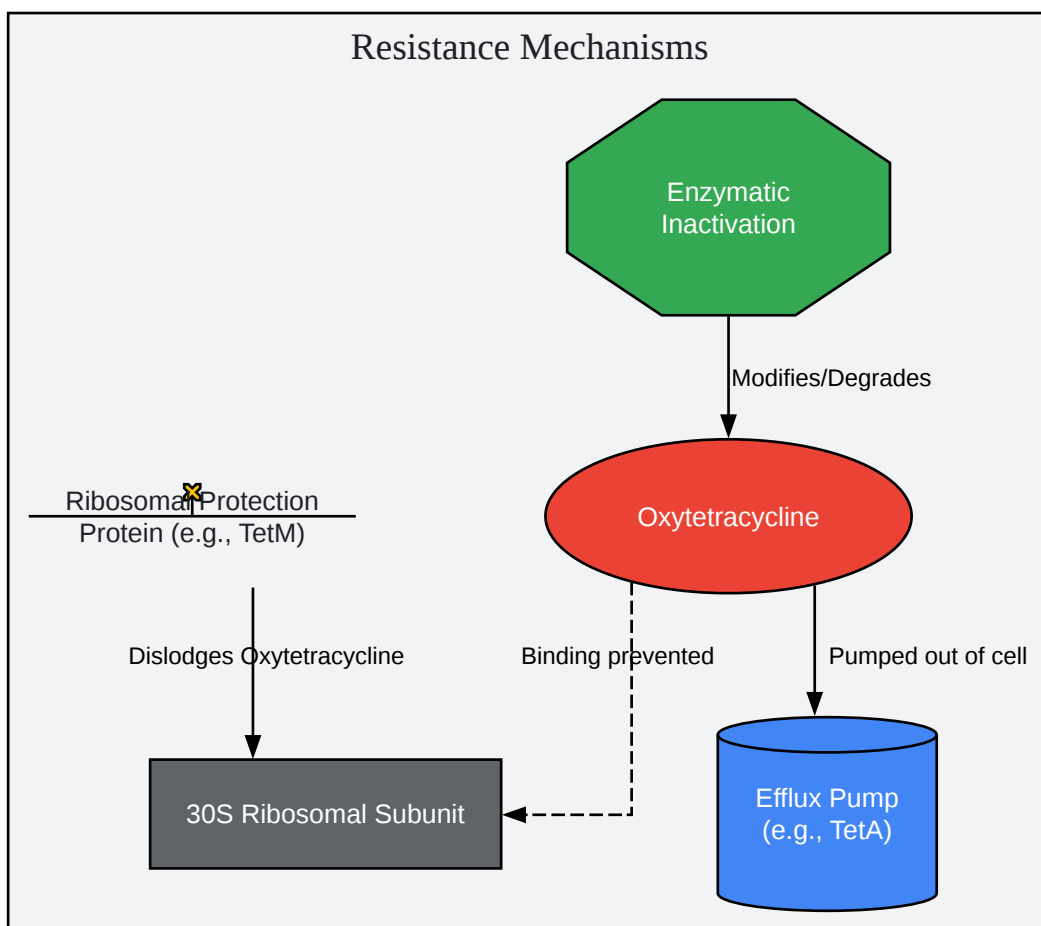 Resistance Mechanisms
Enzymatic
Inactivation
Modifies/Degrades
Ribosomal Protection
Protein (e.g., TetM)
Oxytetracycline
Dislodges Oxytetracycline
Binding prevented
Pumped out of cell
30S Ribosomal Subunit
Efflux Pump
(e.g., TetA)